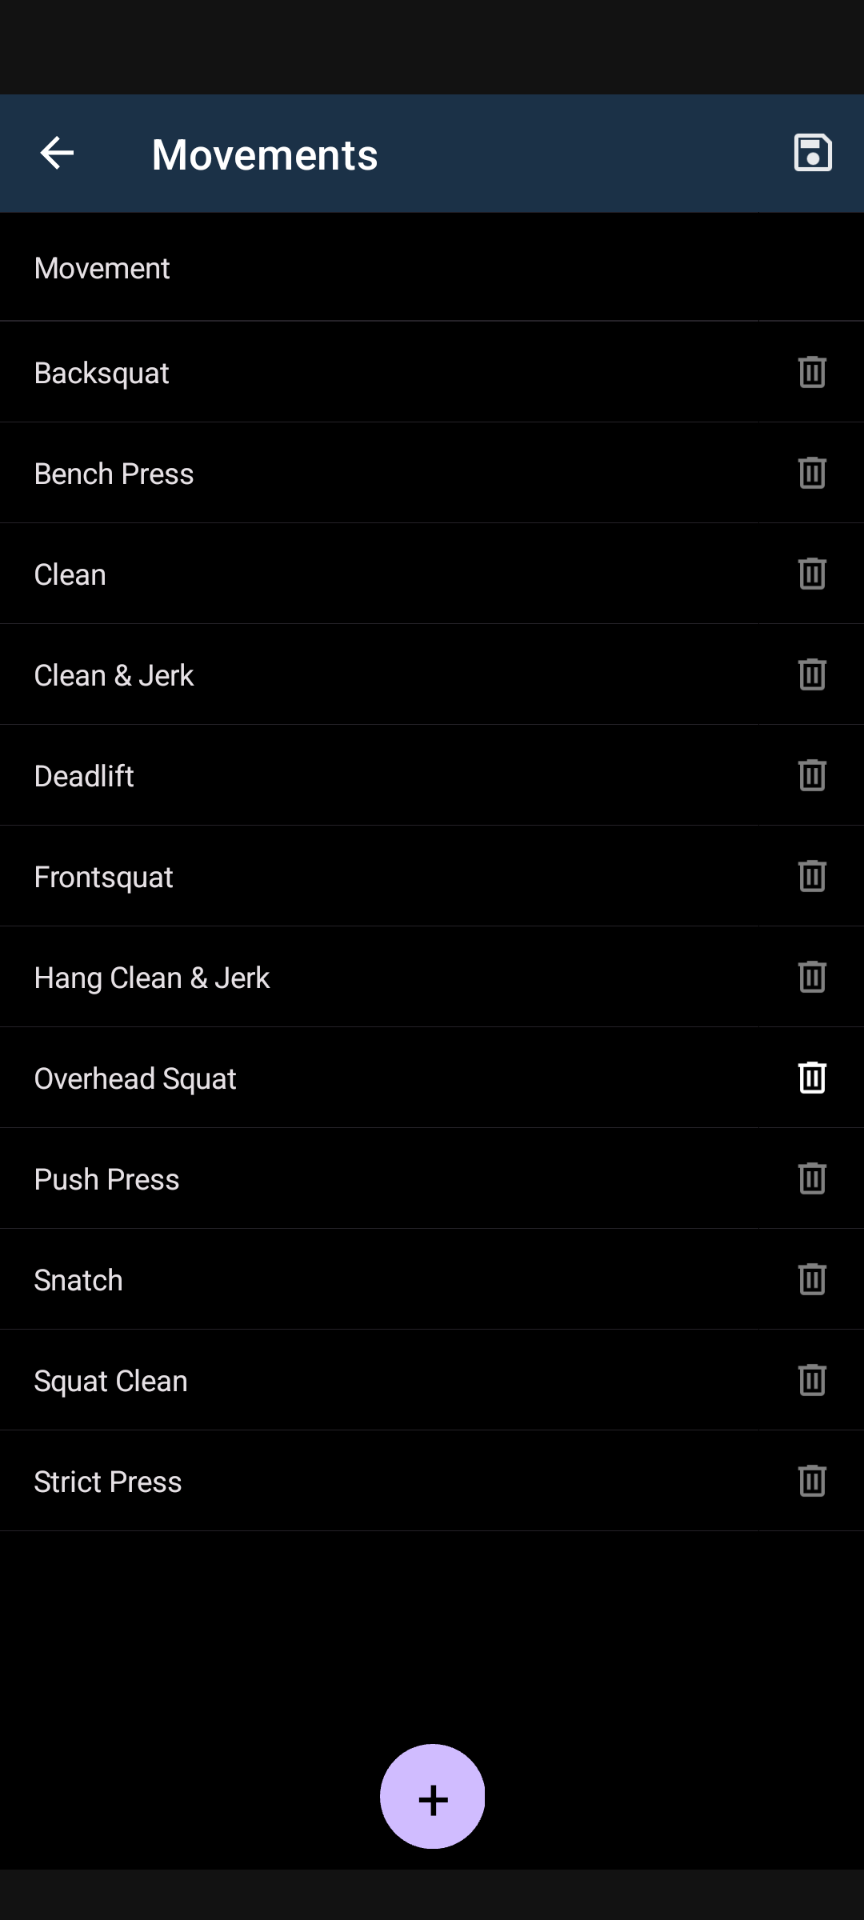 Movements
Movement
Backsquat
Bench Press
Clean
Clean & Jerk
Deadlift
Frontsquat
Hang Clean & Jerk
Overhead Squat
Push Press
Snatch
Squat Clean
Strict Press
+